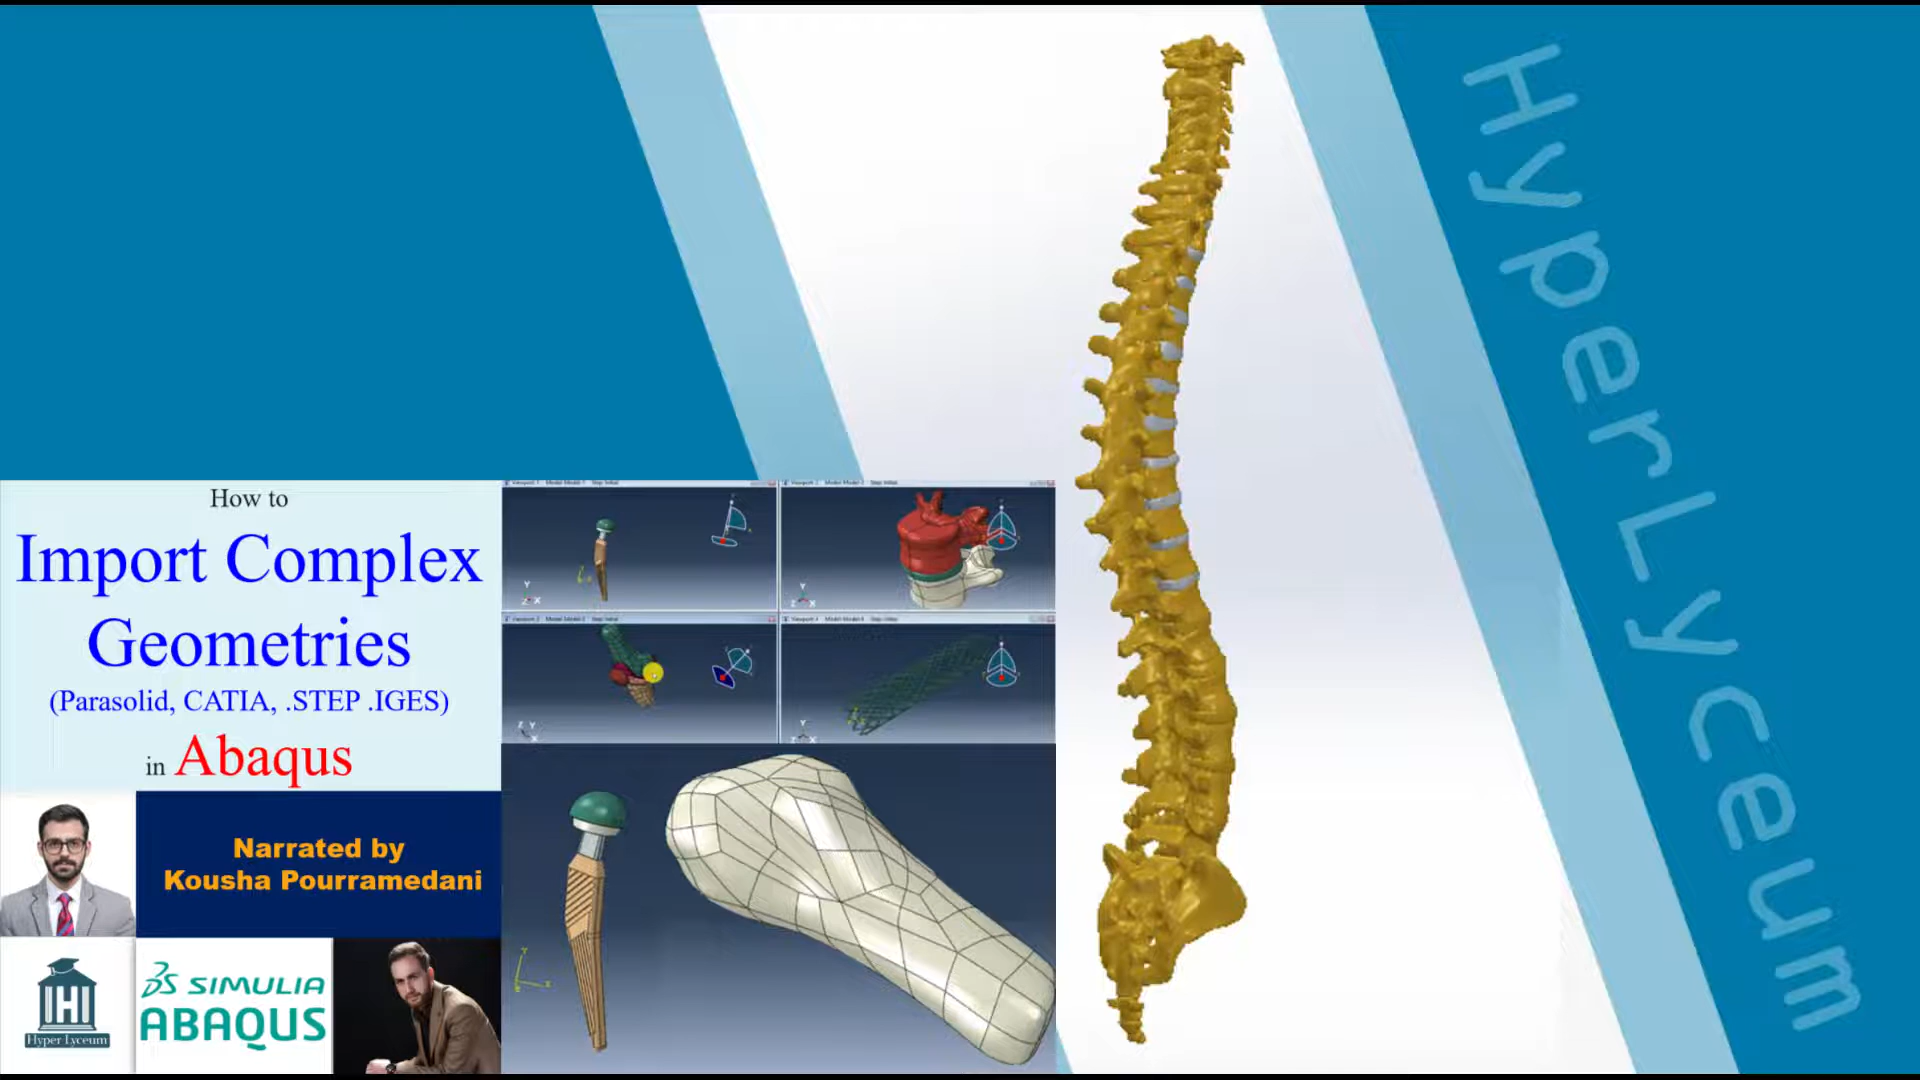 How to
Import Complex
Geometries
(Parasolid, CATIA, .STEP .IGES)
in Abaqus
Narrated by
Kousha Pourramedani
Hyper Lyceum
SIMULIA
ABAQUS
HyperLyceum